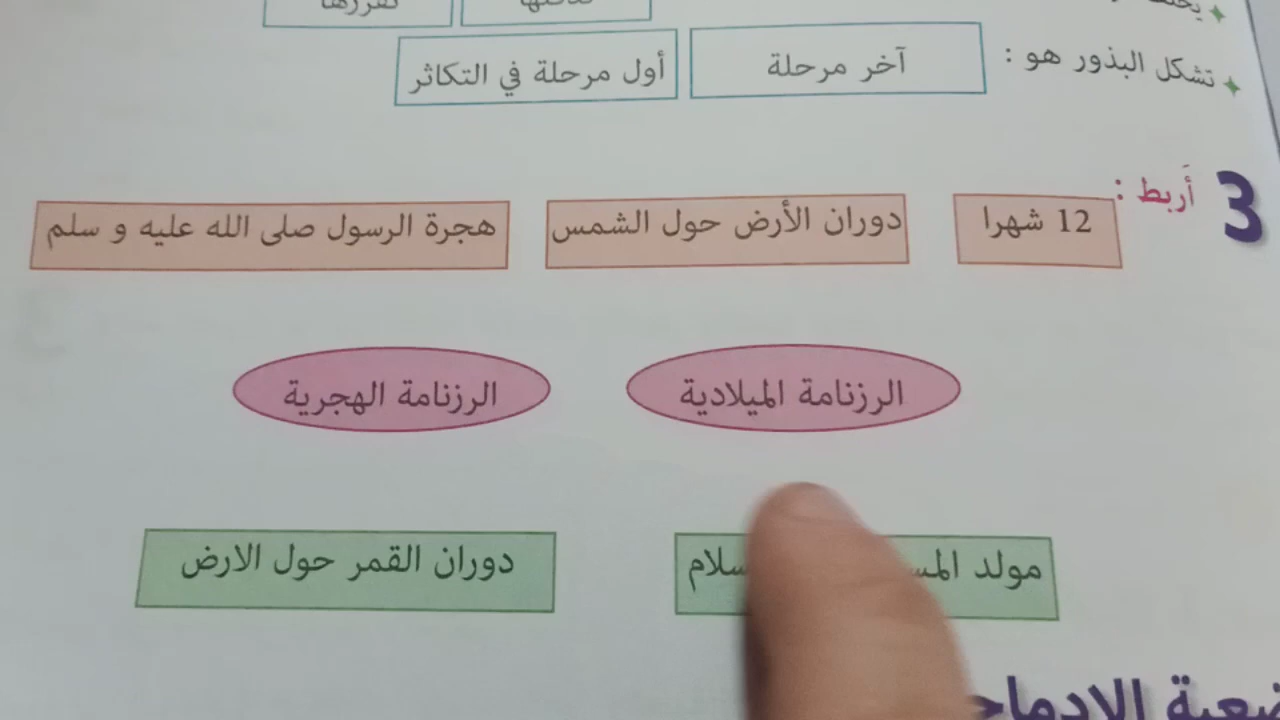 تشكل البذور هو : آخر مرحلة أول مرحلة في التكاثر
3 أَربط :
12 شهرا دوران الأرض حول الشمس هجرة الرسول صلى الله عليه و سلم
الرزنامة الميلادية الرزنامة الهجرية
مولد دوران القمر حول الارض